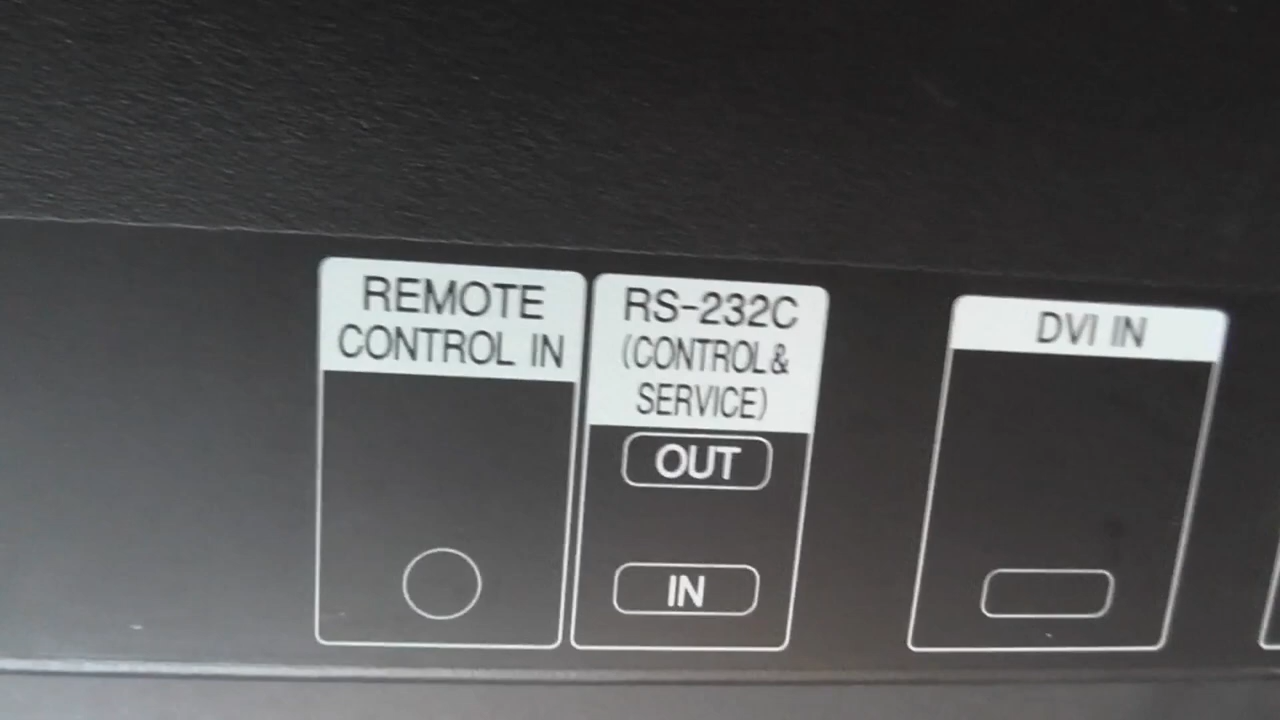 REMOTE
CONTROL IN
RS-232C
(CONTROL &
SERVICE)
OUT
IN
DVI IN